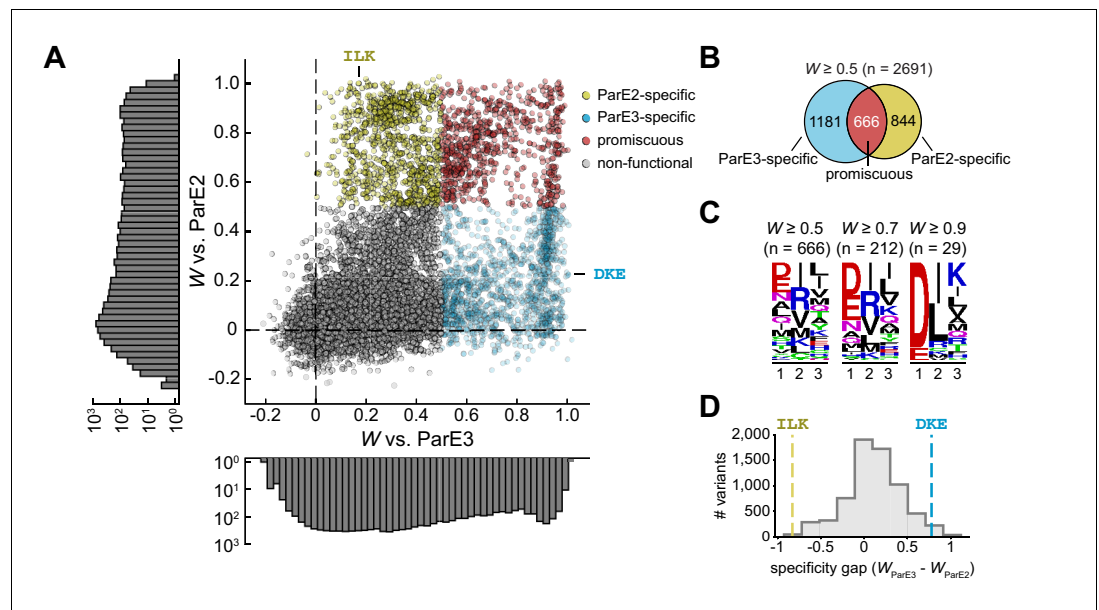 A
ILK
W vs. ParE2
1.0
0.8
0.6
0.4
0.2
0
-0.2
10³ 10² 10¹ 10⁰
-0.2 0 0.2 0.4 0.6 0.8 1.0
W vs. ParE3
10⁰
10¹
10²
10³
DKE
ParE2-specific
ParE3-specific
promiscuous
non-functional
B
W ≥ 0.5 (n = 2691)
1181 666 844
ParE3-specific
ParE2-specific
promiscuous
C
W ≥ 0.5 W ≥ 0.7 W ≥ 0.9
(n = 666) (n = 212) (n = 29)
1 2 3 1 2 3 1 2 3
D
ILK DKE
# variants
2,000
1,500
1,000
500
0
-1 -0.5 0 0.5 1
specificity gap (W_ParE3 - W_ParE2)